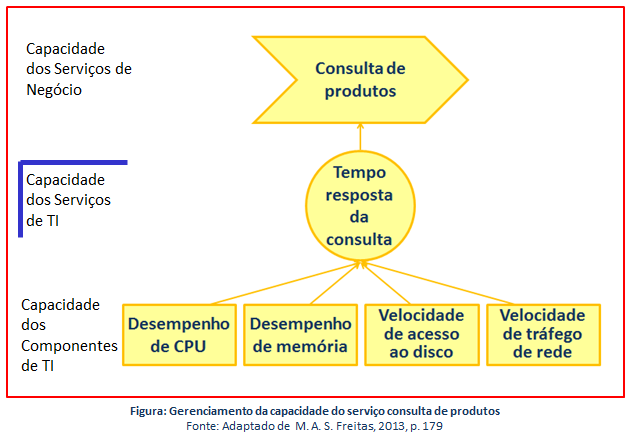 Capacidade
dos Serviços de
Negócio
Consulta de
produtos
Capacidade
dos Serviços
de TI
Tempo
resposta
da
consulta
Capacidade
dos
Componentes
de TI
Desempenho
de CPU
Desempenho
de memória
Velocidade
de acesso
ao disco
Velocidade
de tráfego
de rede
Figura: Gerenciamento da capacidade do serviço consulta de produtos
Fonte: Adaptado de M. A. S. Freitas, 2013, p. 179